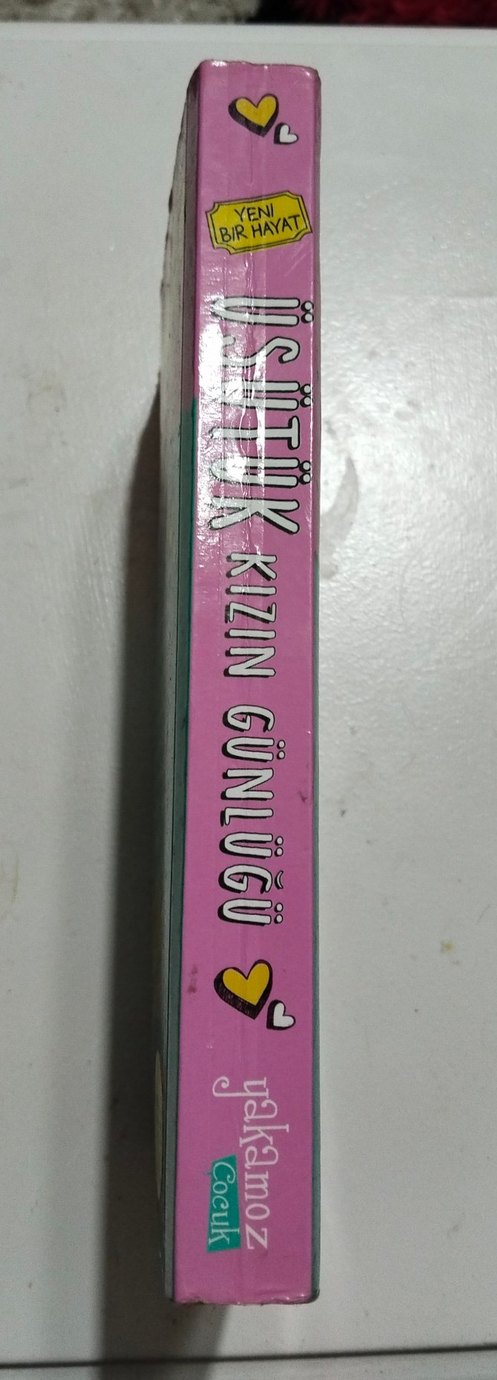 YENİ
BİR HAYAT
ÜŞÜTÜK KIZIN GÜNLÜĞÜ
yakamoz
Çocuk